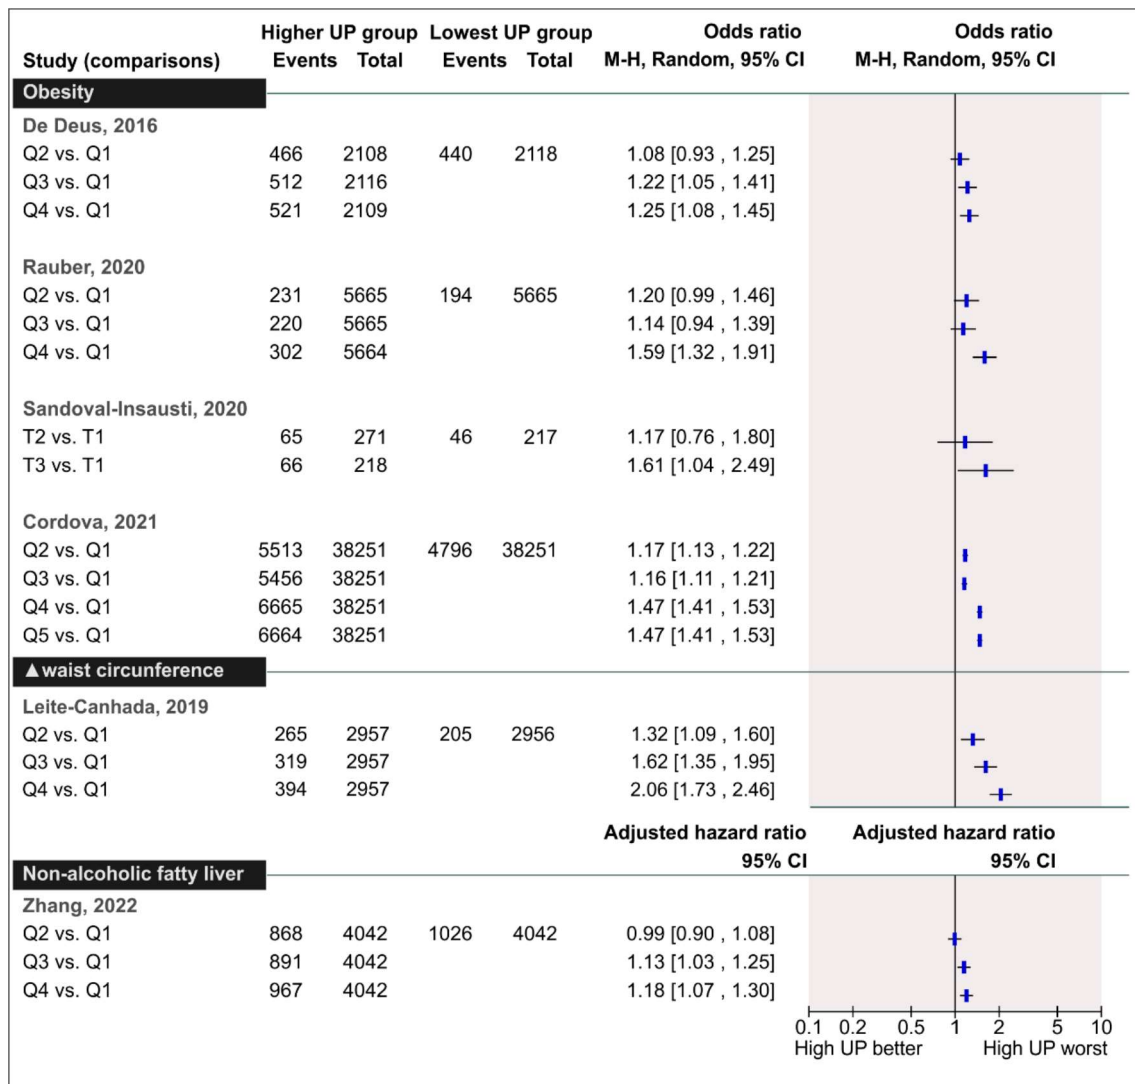 Higher UP group Lowest UP group Odds ratio Odds ratio
Study (comparisons) Events Total Events Total M-H, Random, 95% CI M-H, Random, 95% CI
Obesity
De Deus, 2016
Q2 vs. Q1 466 2108 440 2118 1.08 [0.93 , 1.25]
Q3 vs. Q1 512 2116 1.22 [1.05 , 1.41]
Q4 vs. Q1 521 2109 1.25 [1.08 , 1.45]
Rauber, 2020
Q2 vs. Q1 231 5665 194 5665 1.20 [0.99 , 1.46]
Q3 vs. Q1 220 5665 1.14 [0.94 , 1.39]
Q4 vs. Q1 302 5664 1.59 [1.32 , 1.91]
Sandoval-Insausti, 2020
T2 vs. T1 65 271 46 217 1.17 [0.76 , 1.80]
T3 vs. T1 66 218 1.61 [1.04 , 2.49]
Cordova, 2021
Q2 vs. Q1 5513 38251 4796 38251 1.17 [1.13 , 1.22]
Q3 vs. Q1 5456 38251 1.16 [1.11 , 1.21]
Q4 vs. Q1 6665 38251 1.47 [1.41 , 1.53]
Q5 vs. Q1 6664 38251 1.47 [1.41 , 1.53]
▲waist circunference
Leite-Canhada, 2019
Q2 vs. Q1 265 2957 205 2956 1.32 [1.09 , 1.60]
Q3 vs. Q1 319 2957 1.62 [1.35 , 1.95]
Q4 vs. Q1 394 2957 2.06 [1.73 , 2.46]
Adjusted hazard ratio Adjusted hazard ratio
95% CI 95% CI
Non-alcoholic fatty liver
Zhang, 2022
Q2 vs. Q1 868 4042 1026 4042 0.99 [0.90 , 1.08]
Q3 vs. Q1 891 4042 1.13 [1.03 , 1.25]
Q4 vs. Q1 967 4042 1.18 [1.07 , 1.30]
0.1 0.2 0.5 1 2 5 10
High UP better High UP worst